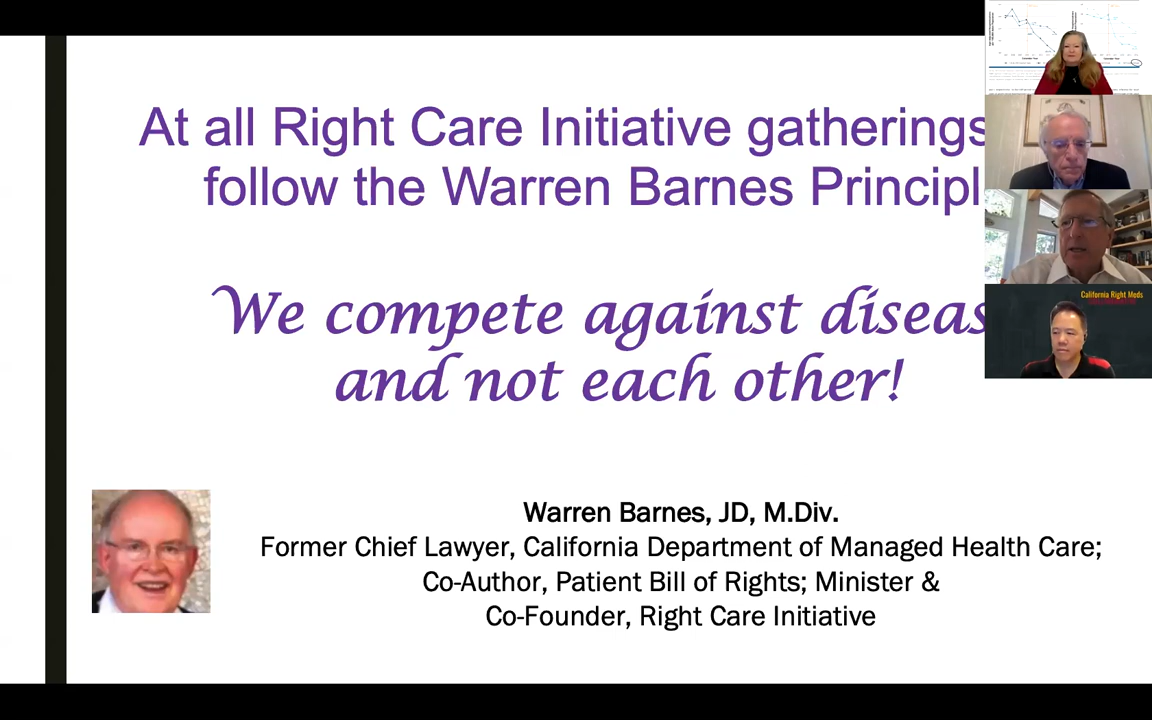 At all Right Care Initiative gatherings
follow the Warren Barnes Principl
We compete against diseas
and not each other!
Warren Barnes, JD, M.Div.
Former Chief Lawyer, California Department of Managed Health Care;
Co-Author, Patient Bill of Rights; Minister &
Co-Founder, Right Care Initiative
California Right Meds